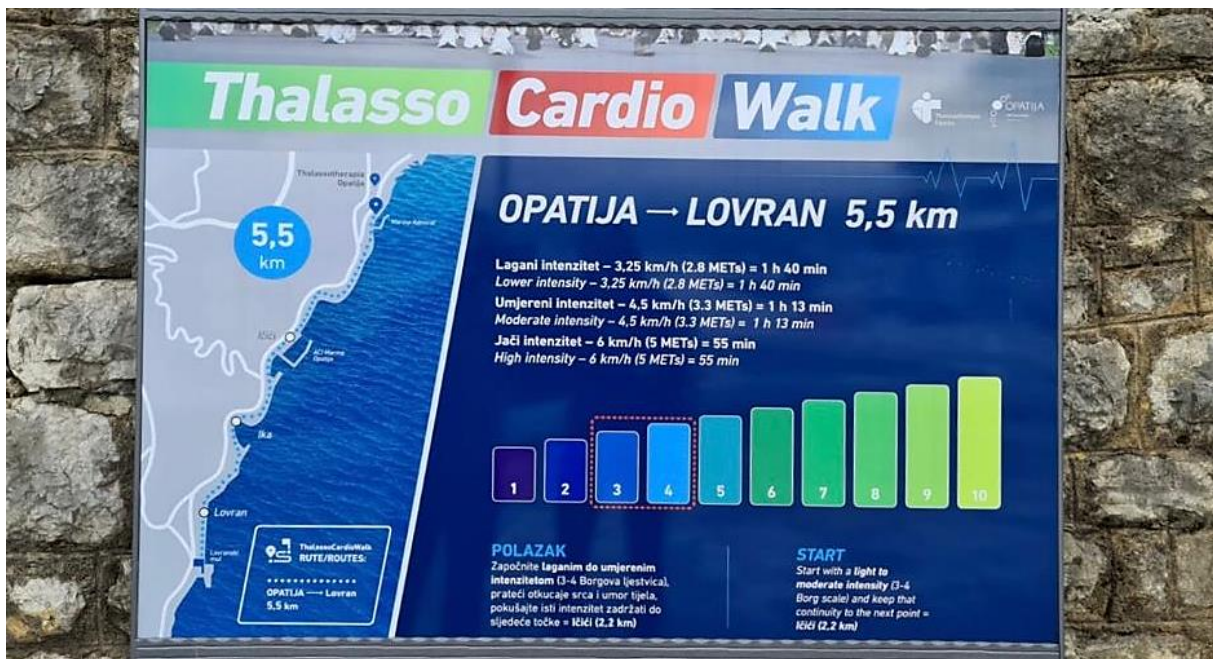 Thalasso Cardio Walk
Thalassotherapia
Opatija
OPATIJA
Thalassotherapia
Opatija
Marina Admiral
5,5
km
Ičići
ACI Marina
Opatija
Ika
Lovran
Lovranski
mul
ThalassoCardioWalk
RUTE/ROUTES:
OPATIJA → Lovran
5,5 km
OPATIJA → LOVRAN 5,5 km
Lagani intenzitet – 3,25 km/h (2.8 METs) = 1 h 40 min
Lower intensity – 3,25 km/h (2.8 METs) = 1 h 40 min
Umjereni intenzitet – 4,5 km/h (3.3 METs) = 1 h 13 min
Moderate intensity – 4,5 km/h (3.3 METs) = 1 h 13 min
Jači intenzitet – 6 km/h (5 METs) = 55 min
High intensity – 6 km/h (5 METs) = 55 min
1 2 3 4 5 6 7 8 9 10
POLAZAK
Započnite laganim do umjerenim
intenzitetom (3-4 Borgova ljestvica),
prateći otkucaje srca i umor tijela,
pokušajte isti intenzitet zadržati do
sljedeće točke = Ičići (2,2 km)
START
Start with a light to
moderate intensity (3-4
Borg scale) and keep that
continuity to the next point =
Ičići (2,2 km)